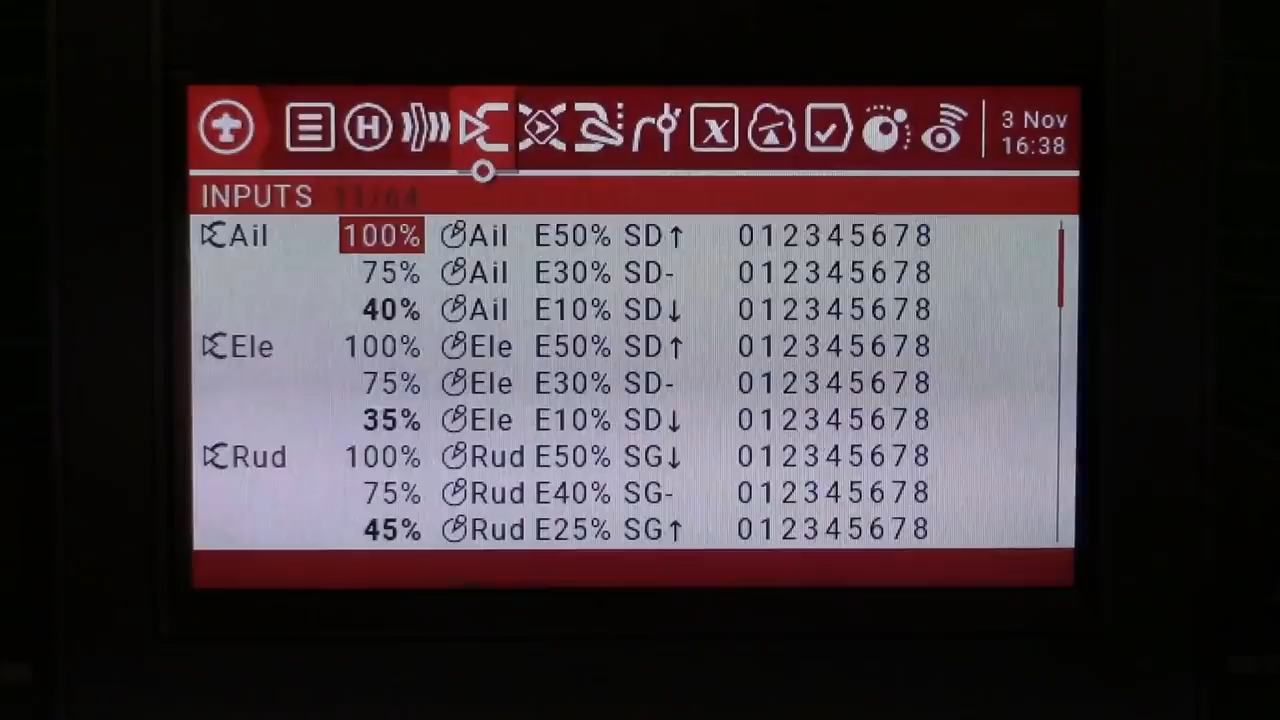 3 Nov
16:38
INPUTS 11/64
Ail 100% Ail E50% SD↑ 012345678
75% Ail E30% SD- 012345678
40% Ail E10% SD↓ 012345678
Ele 100% Ele E50% SD↑ 012345678
75% Ele E30% SD- 012345678
35% Ele E10% SD↓ 012345678
Rud 100% Rud E50% SG↓ 012345678
75% Rud E40% SG- 012345678
45% Rud E25% SG↑ 012345678